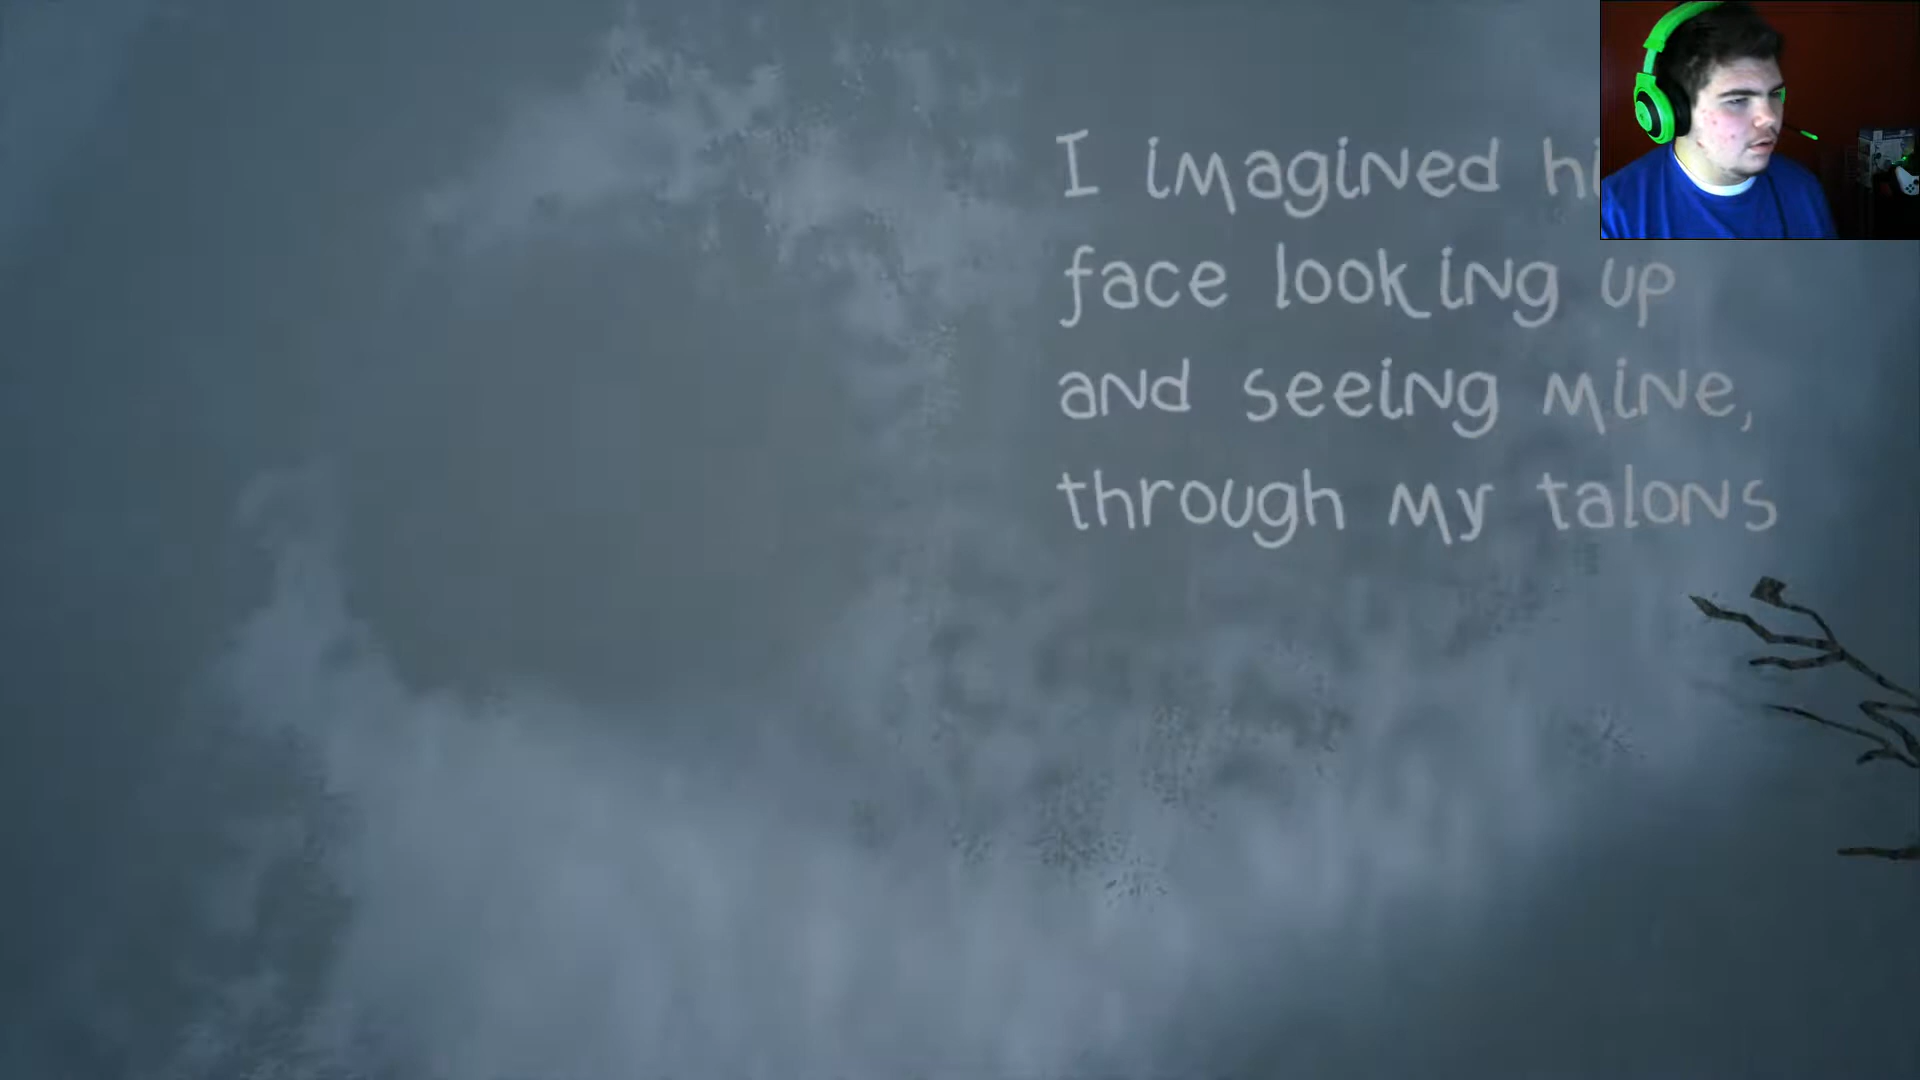 I imagined
face looking up
and seeing mine,
through my talons